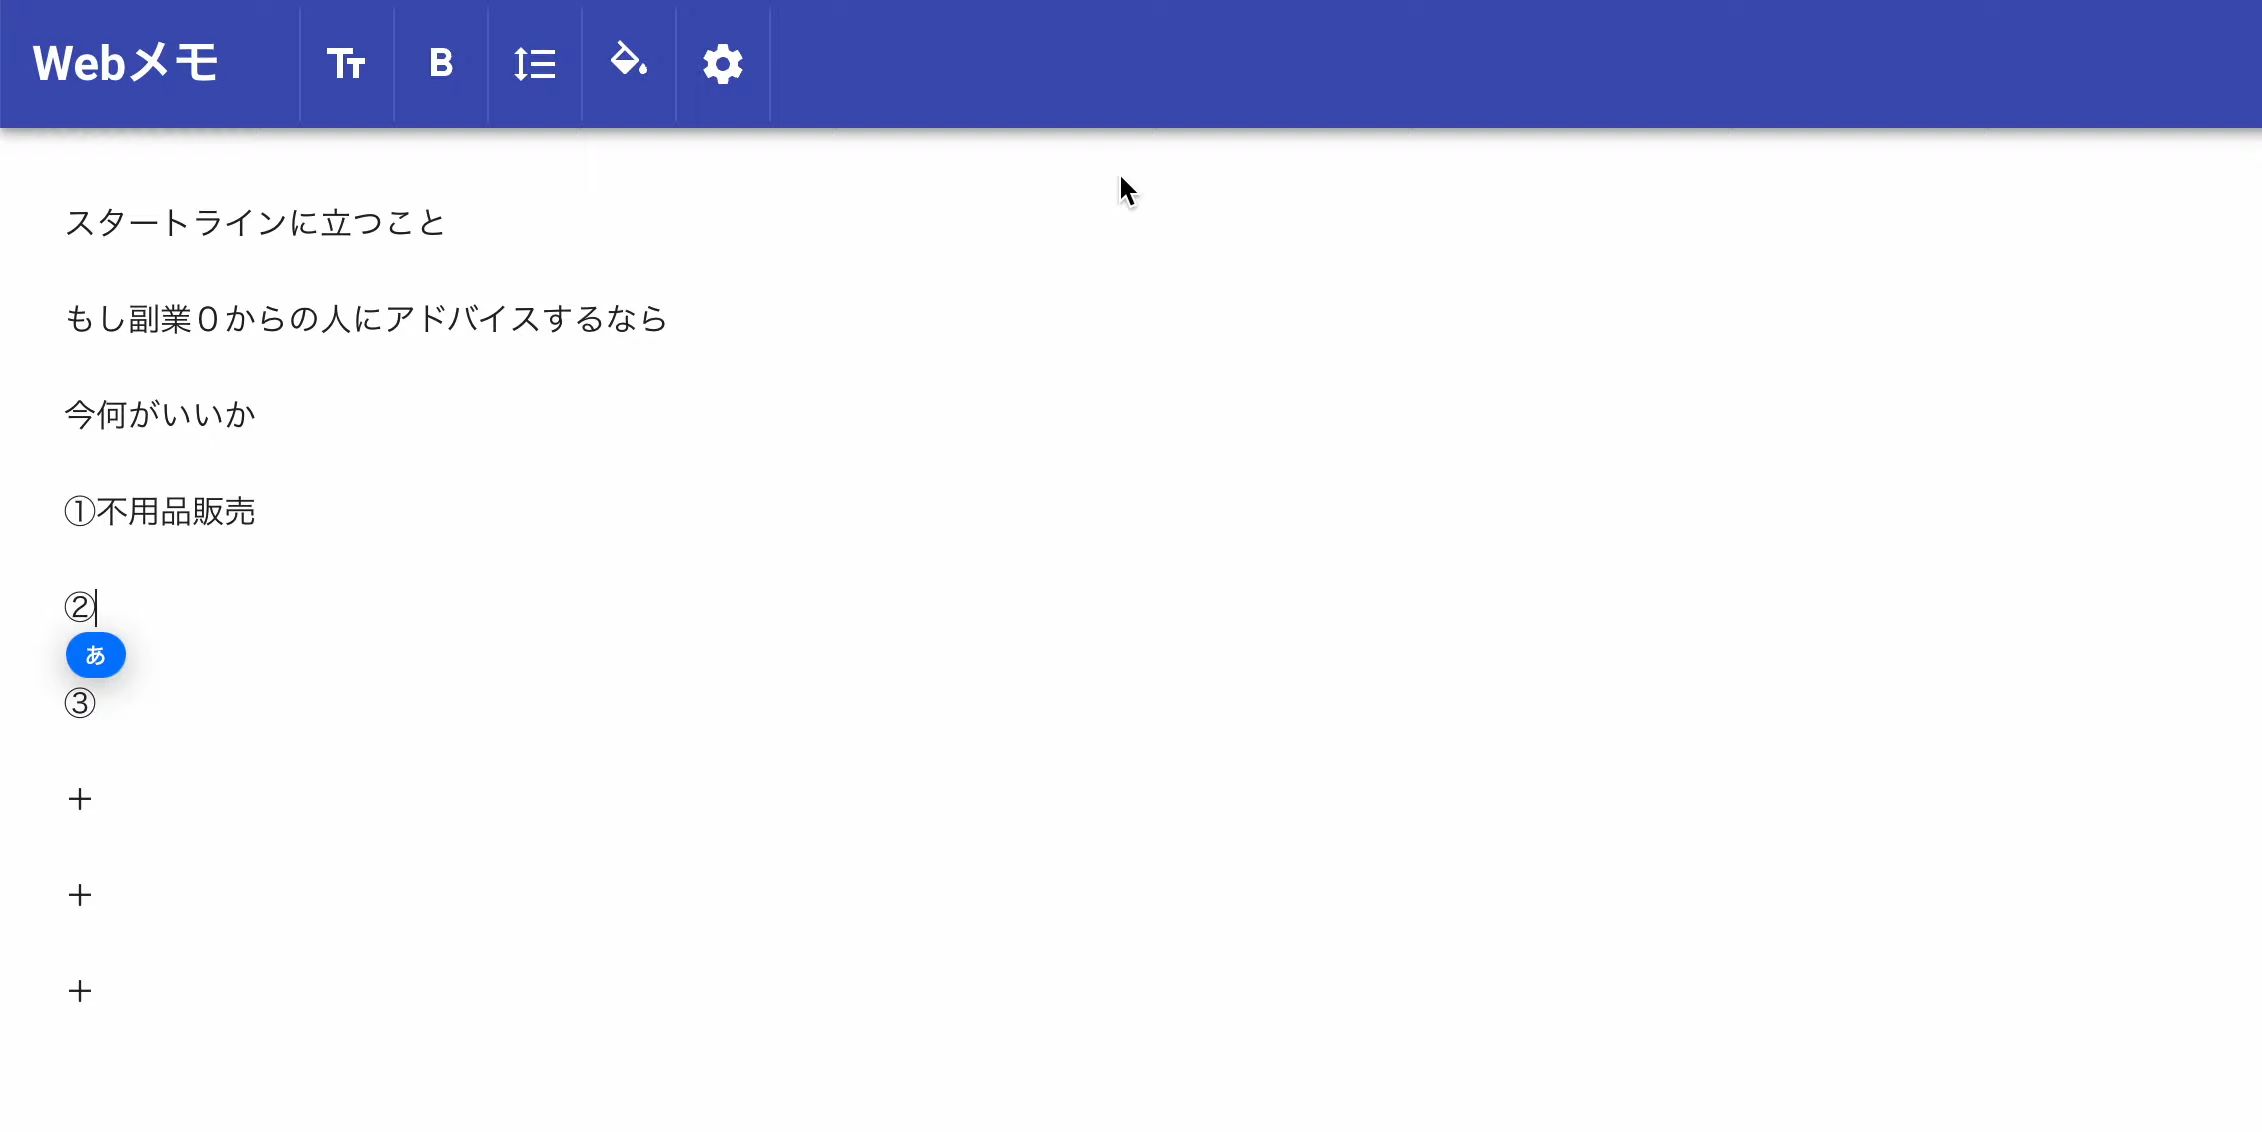 Webメモ
スタートラインに立つこと
もし副業０からの人にアドバイスするなら
今何がいいか
①不用品販売
②
あ
③
＋
＋
＋